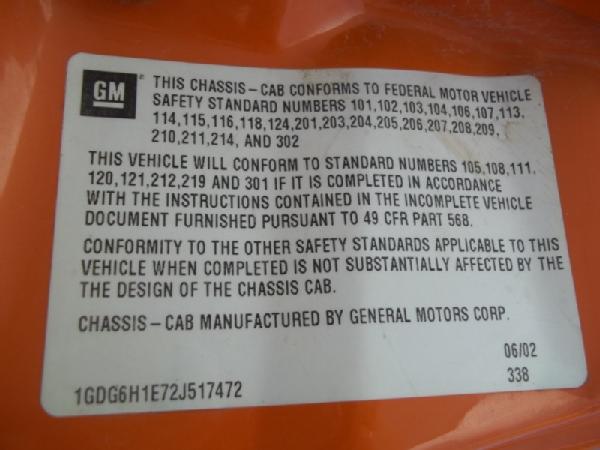 GM ® THIS CHASSIS-CAB CONFORMS TO FEDERAL MOTOR VEHICLE
SAFETY STANDARD NUMBERS 101,102,103,104,106,107,113,
114,115,116,118,124,201,203,204,205,206,207,208,209,
210,211,214, AND 302
THIS VEHICLE WILL CONFORM TO STANDARD NUMBERS 105,108,111,
120,121,212,219 AND 301 IF IT IS COMPLETED IN ACCORDANCE
WITH THE INSTRUCTIONS CONTAINED IN THE INCOMPLETE VEHICLE
DOCUMENT FURNISHED PURSUANT TO 49 CFR PART 568.
CONFORMITY TO THE OTHER SAFETY STANDARDS APPLICABLE TO THIS
VEHICLE WHEN COMPLETED IS NOT SUBSTANTIALLY AFFECTED BY THE
THE DESIGN OF THE CHASSIS CAB.
CHASSIS-CAB MANUFACTURED BY GENERAL MOTORS CORP.
06/02
1GDG6H1E72J517472 338